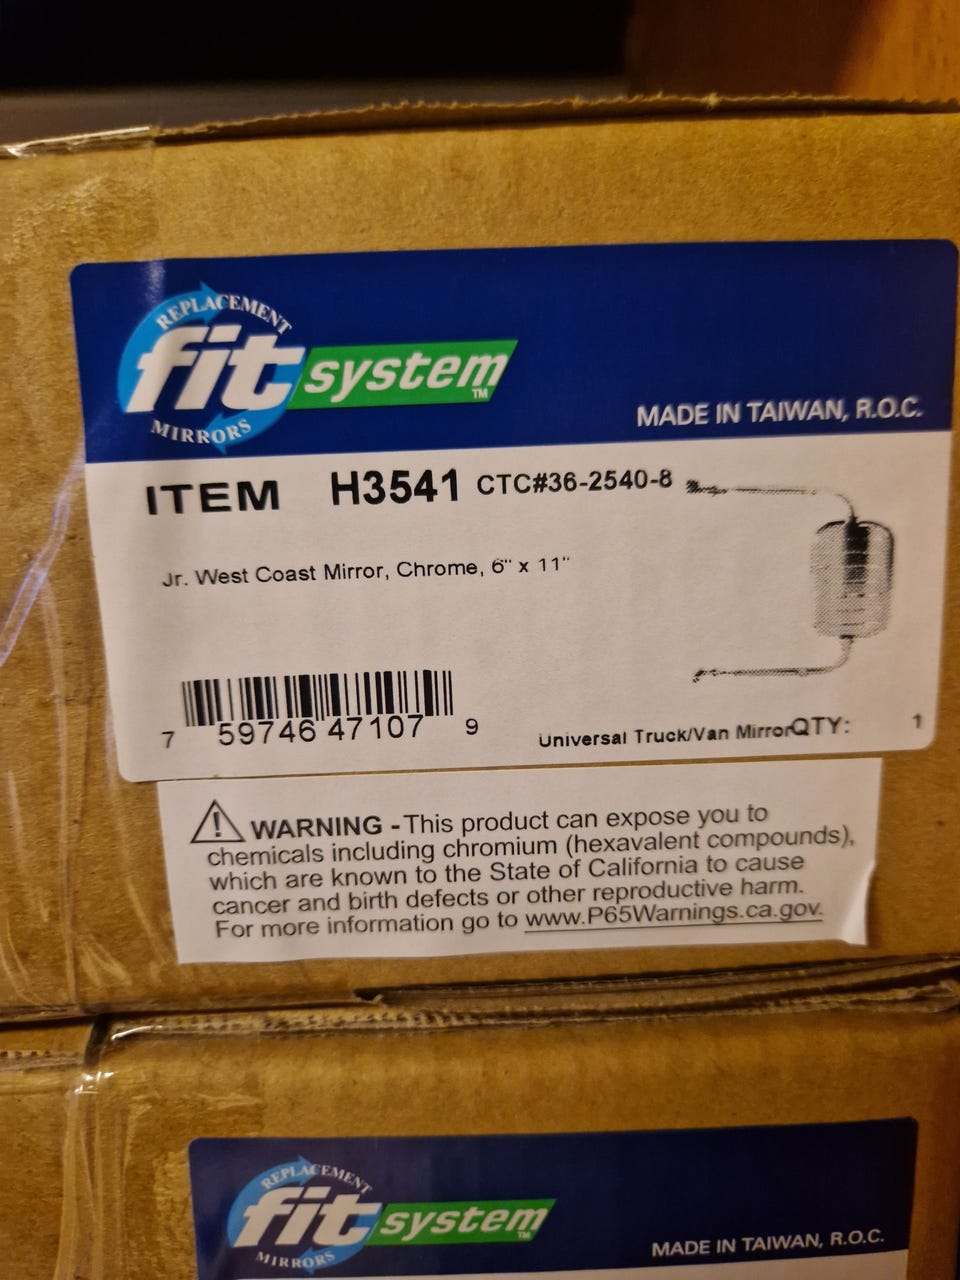 REPLACEMENT
fit system™
MIRRORS
MADE IN TAIWAN, R.O.C.
ITEM H3541 CTC#36-2540-8
Jr. West Coast Mirror, Chrome, 6" x 11"
7 59746 47107 9
Universal Truck/Van Mirror QTY: 1
WARNING - This product can expose you to
chemicals including chromium (hexavalent compounds),
which are known to the State of California to cause
cancer and birth defects or other reproductive harm.
For more information go to www.P65Warnings.ca.gov.
REPLACEMENT
fit system™
MIRRORS
MADE IN TAIWAN, R.O.C.